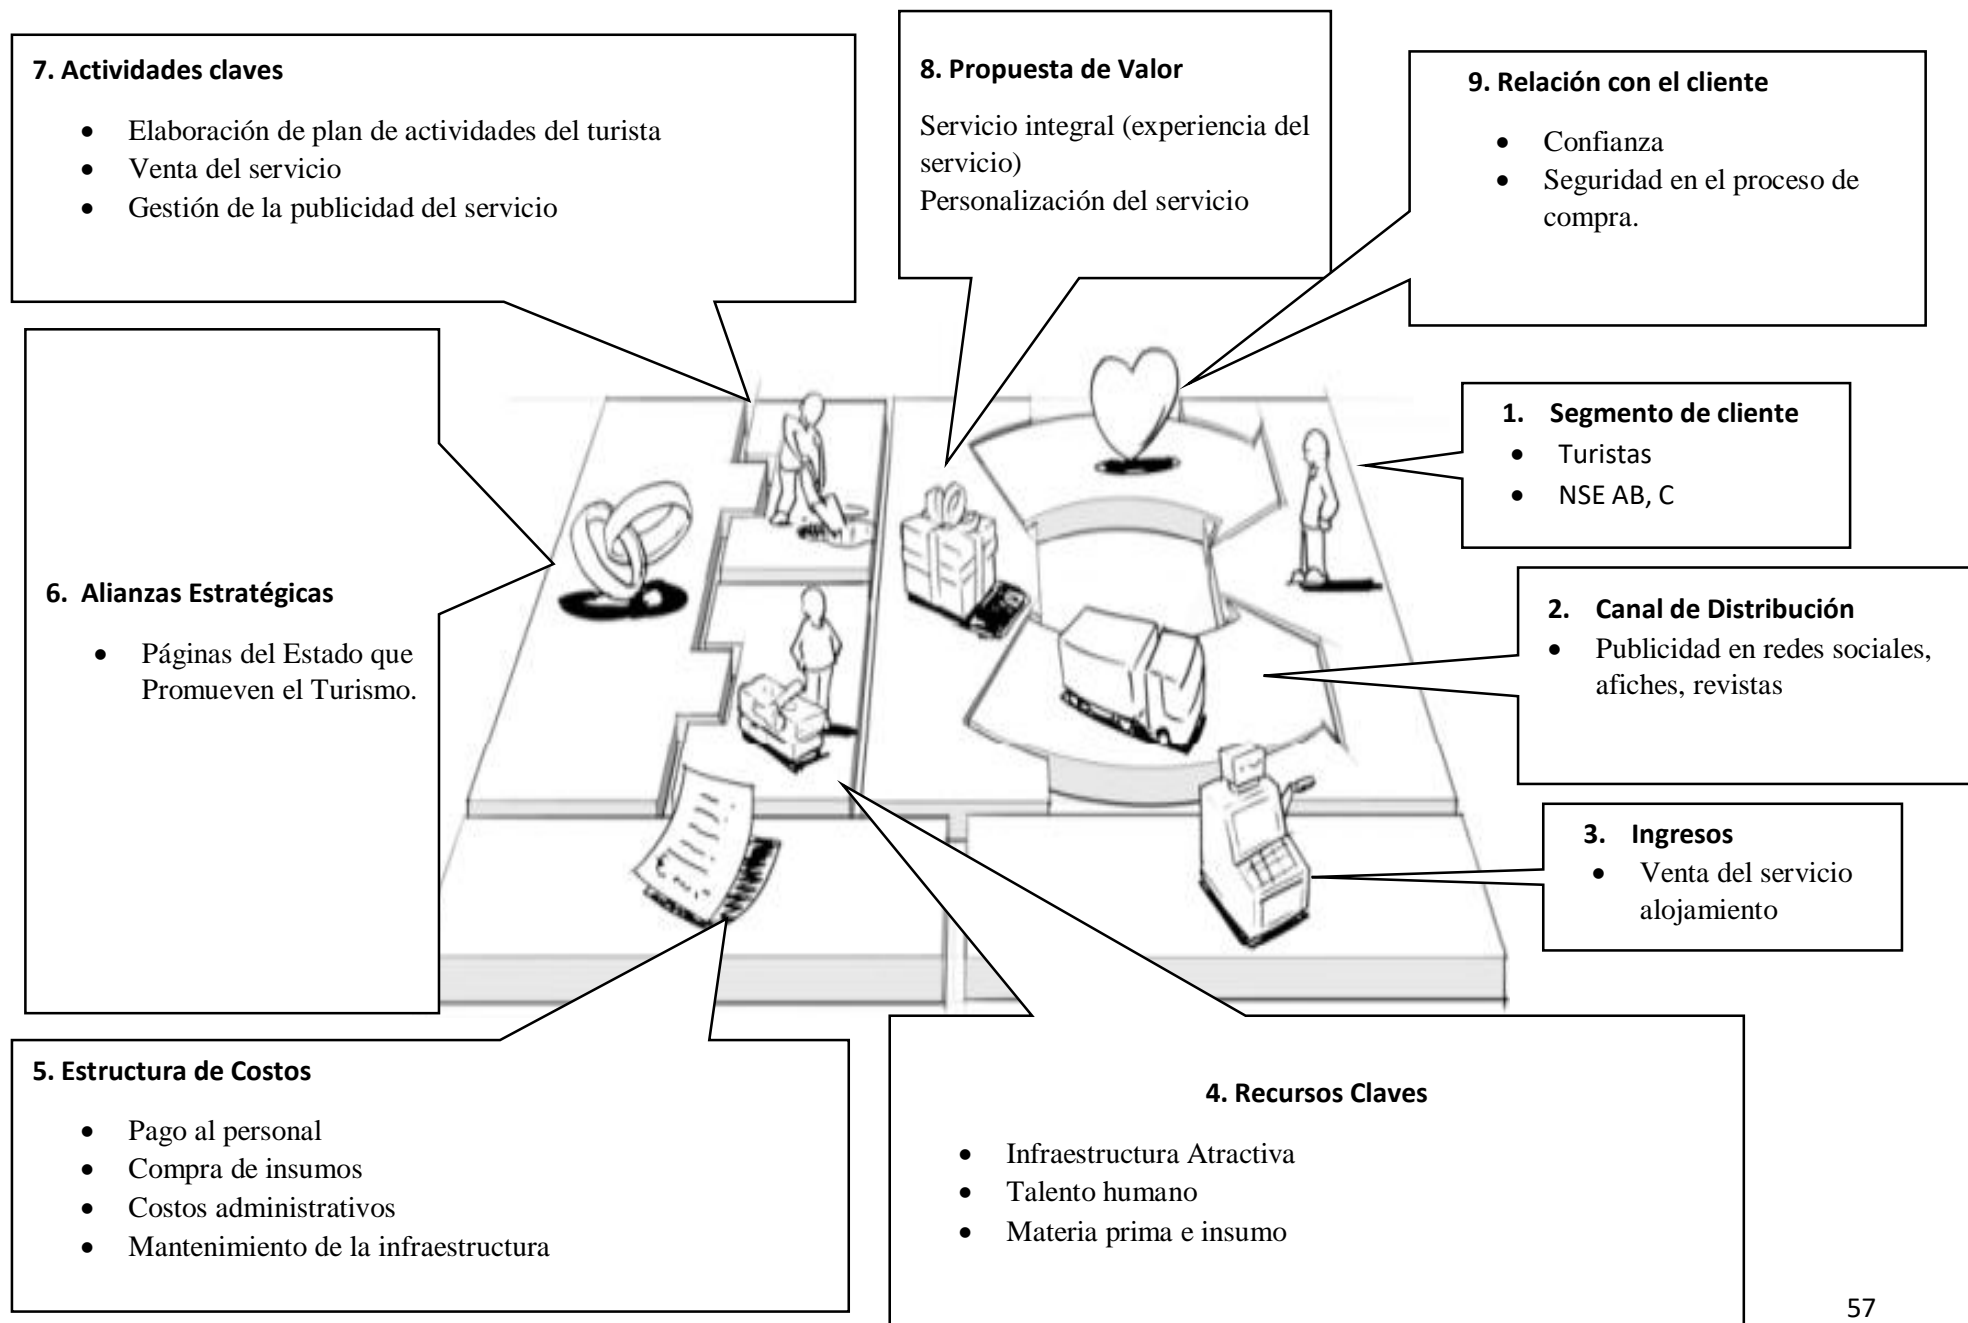 7. Actividades claves
• Elaboración de plan de actividades del turista
• Venta del servicio
• Gestión de la publicidad del servicio
8. Propuesta de Valor
Servicio integral (experiencia del
servicio)
Personalización del servicio
9. Relación con el cliente
• Confianza
• Seguridad en el proceso de
compra.
1. Segmento de cliente
• Turistas
• NSE AB, C
6. Alianzas Estratégicas
• Páginas del Estado que
Promueven el Turismo.
2. Canal de Distribución
• Publicidad en redes sociales,
afiches, revistas
3. Ingresos
• Venta del servicio
alojamiento
5. Estructura de Costos
• Pago al personal
• Compra de insumos
• Costos administrativos
• Mantenimiento de la infraestructura
4. Recursos Claves
• Infraestructura Atractiva
• Talento humano
• Materia prima e insumo
57